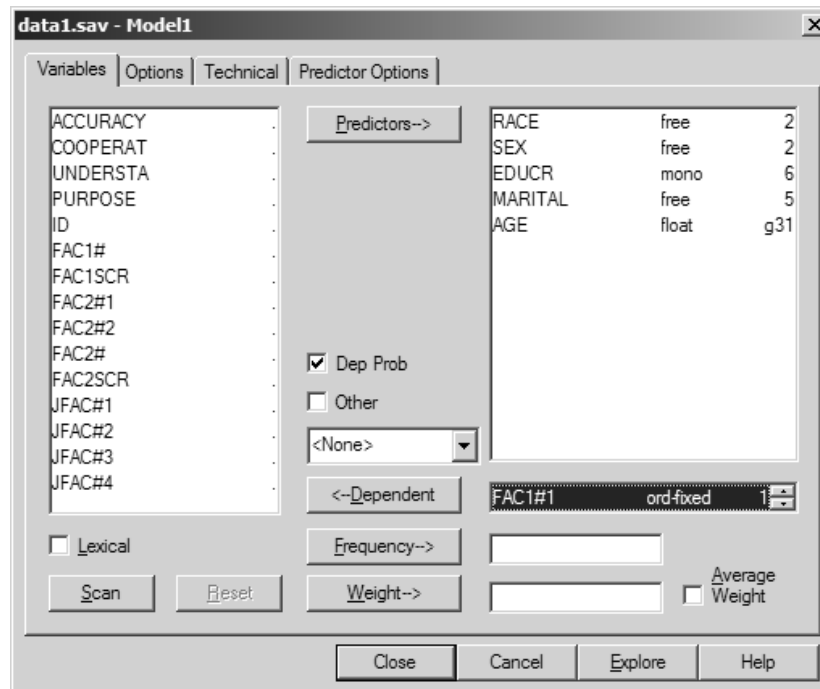 data1.sav - Model1
Variables Options Technical Predictor Options
ACCURACY .
COOPERAT .
UNDERSTA .
PURPOSE .
ID .
FAC1# .
FAC1SCR .
FAC2#1 .
FAC2#2 .
FAC2# .
FAC2SCR .
JFAC#1 .
JFAC#2 .
JFAC#3 .
JFAC#4 .
Lexical
Scan Reset
Predictors-->
Dep Prob
Other
<None>
<--Dependent
Frequency-->
Weight-->
RACE free 2
SEX free 2
EDUCR mono 6
MARITAL free 5
AGE float g31
FAC1#1 ord-fixed 1
Average
Weight
Close Cancel Explore Help